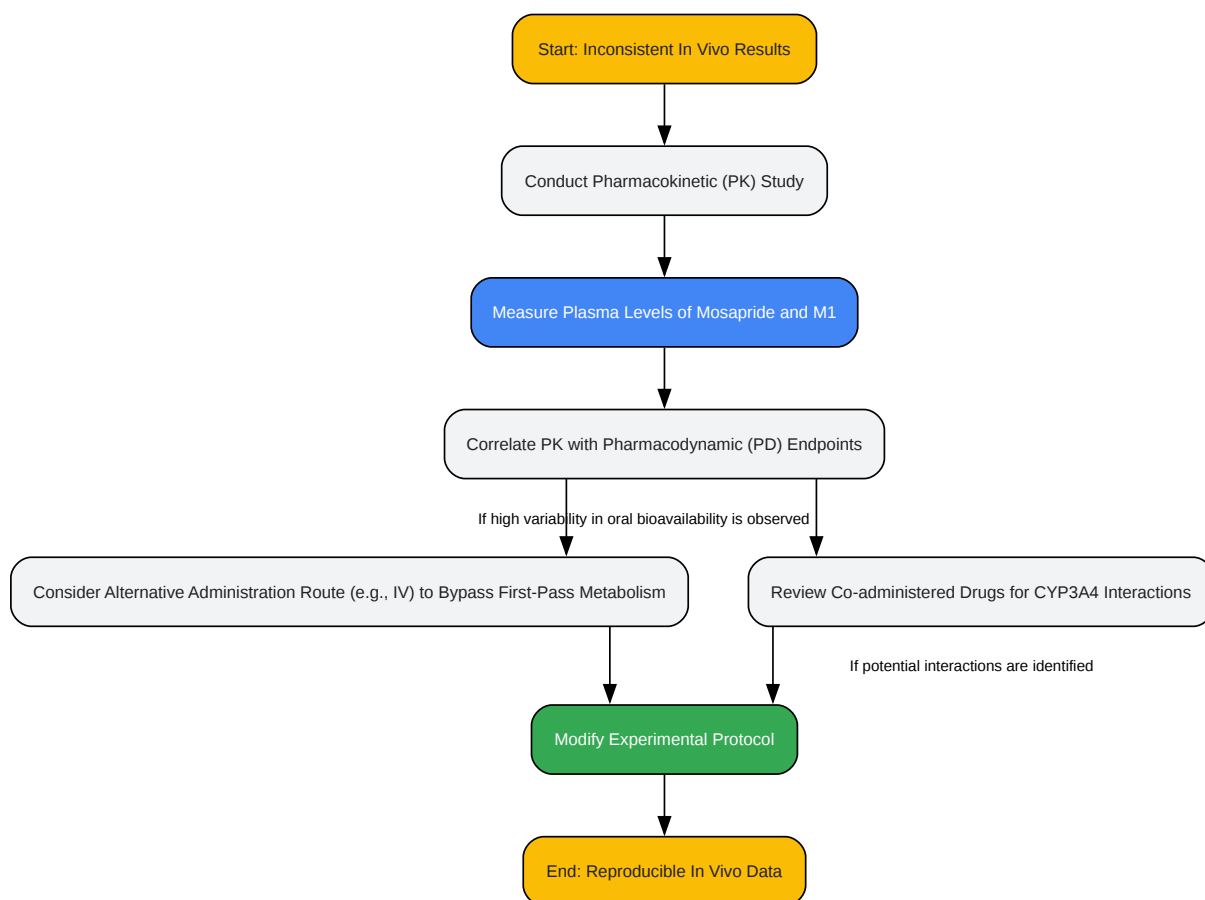 Start: Inconsistent In Vivo Results
Conduct Pharmacokinetic (PK) Study
Measure Plasma Levels of Mosapride and M1
Correlate PK with Pharmacodynamic (PD) Endpoints
If high variability in oral bioavailability is observed
Consider Alternative Administration Route (e.g., IV) to Bypass First-Pass Metabolism
Review Co-administered Drugs for CYP3A4 Interactions
If potential interactions are identified
Modify Experimental Protocol
End: Reproducible In Vivo Data